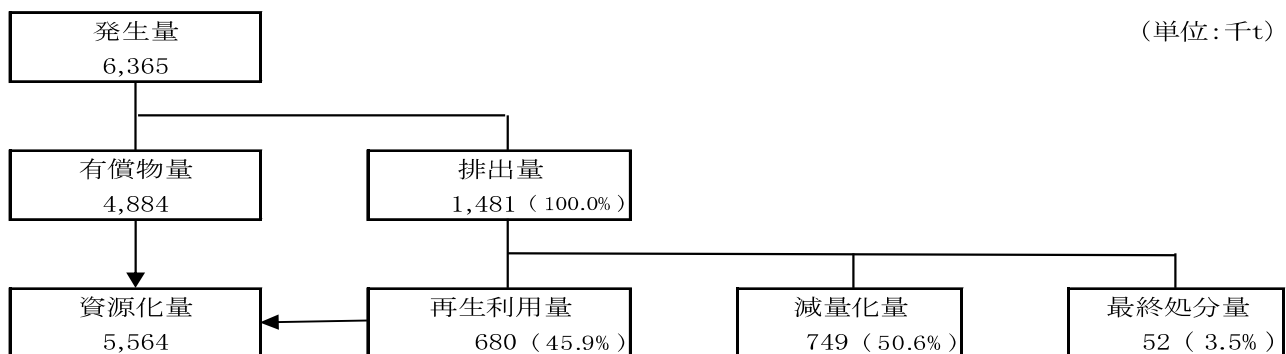 （単位:千t）
発生量
6,365
有償物量
4,884
排出量
1,481（100.0%）
資源化量
5,564
再生利用量
680（45.9%）
減量化量
749（50.6%）
最終処分量
52（ 3.5%）